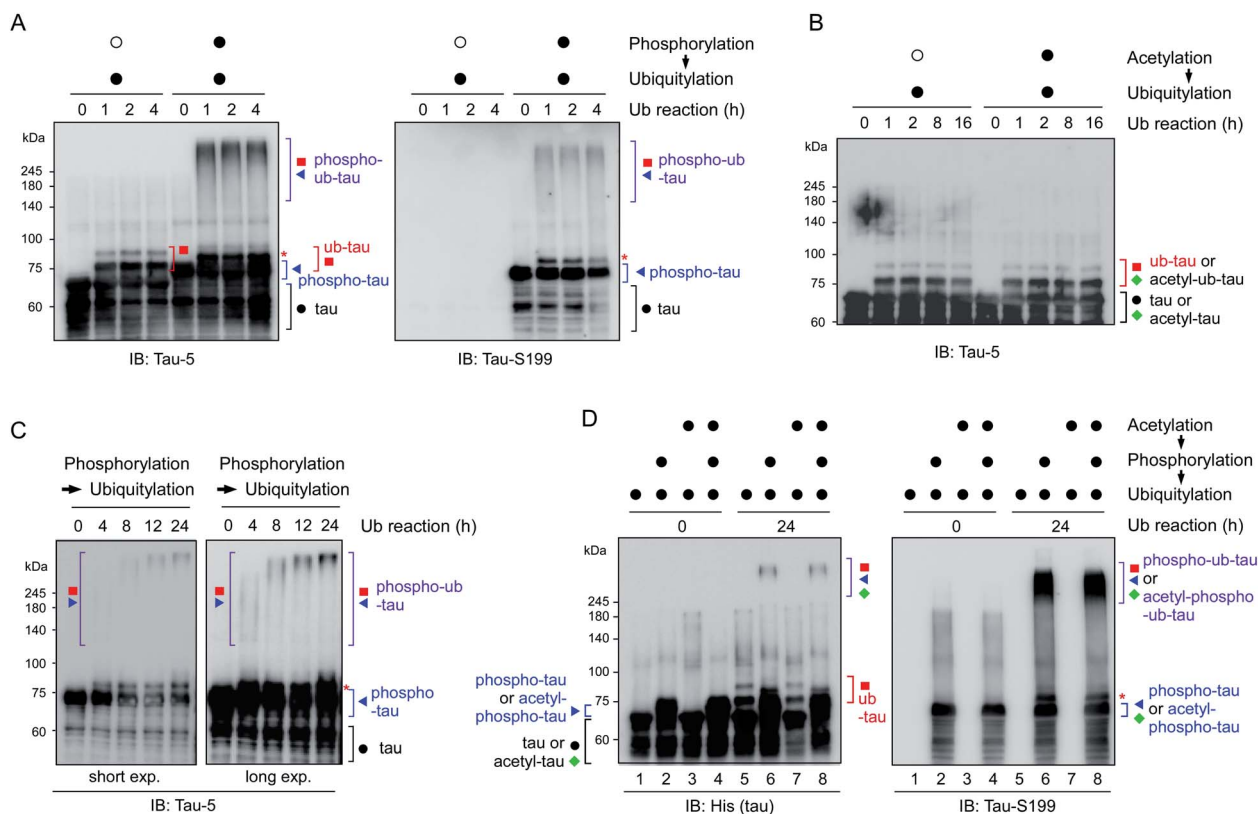 A
Phosphorylation
Ubiquitylation
0 1 2 4 0 1 2 4
0 1 2 4 0 1 2 4
Ub reaction (h)
kDa
245
180
140
100
75
60
phospho-
ub-tau
ub-tau
*
phospho-tau
tau
IB: Tau-5
phospho-ub
-tau
*
phospho-tau
tau
IB: Tau-S199
B
Acetylation
Ubiquitylation
0 1 2 8 16 0 1 2 8 16
Ub reaction (h)
kDa
245
180
140
100
75
60
ub-tau or
acetyl-ub-tau
tau or
acetyl-tau
IB: Tau-5
C
Phosphorylation
Ubiquitylation
Phosphorylation
Ubiquitylation
0 4 8 12 24
0 4 8 12 24
Ub reaction (h)
kDa
245
180
140
100
75
60
phospho-ub
-tau
*
phospho
-tau
tau
short exp.
long exp.
IB: Tau-5
D
Acetylation
Phosphorylation
Ubiquitylation
0 24
0 24
Ub reaction (h)
kDa
245
180
140
100
75
60
phospho-tau
or acetyl-
phospho-tau
tau or
acetyl-tau
ub
-tau
1 2 3 4 5 6 7 8
IB: His (tau)
phospho-ub-tau
or
acetyl-phospho
-ub-tau
*
phospho-tau
or acetyl-
phospho-tau
1 2 3 4 5 6 7 8
IB: Tau-S199